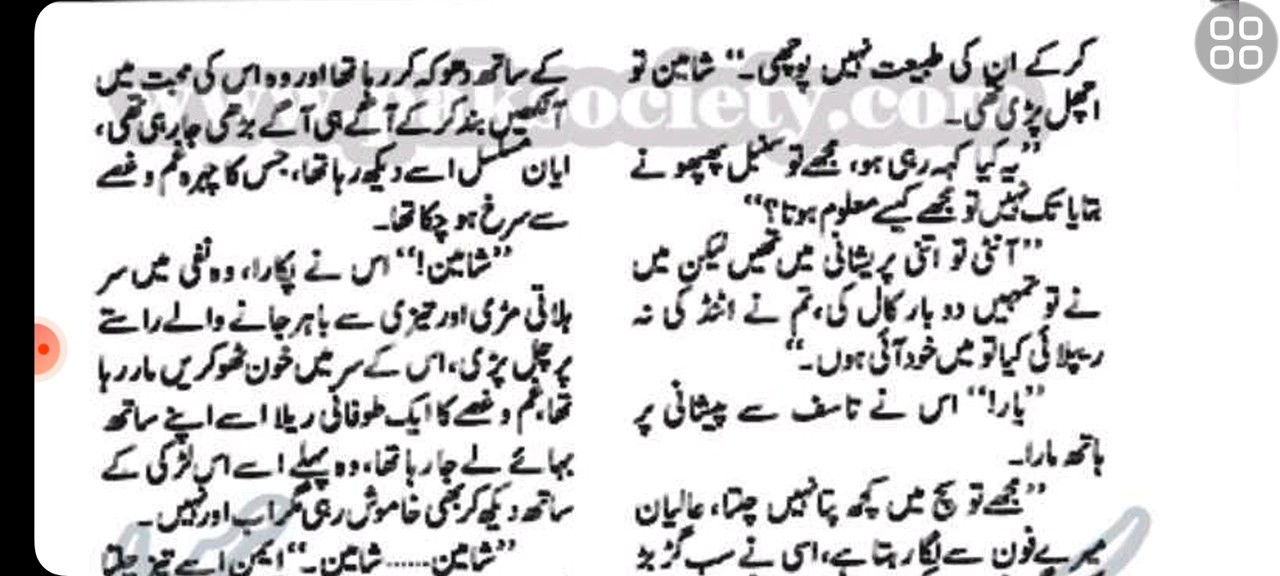 کر کے ان کی طبیعت نہیں پوچھی۔“ شامین تو
اچھل پڑی تھی۔
”یہ کیا کہہ رہی ہو، مجھے تو سنبل پھپھو نے
بتایا تک نہیں تو مجھے کیسے معلوم ہوتا؟“
”آنٹی تو اتنی پریشانی میں تھیں لیکن میں
نے تو تمہیں دو بار کال کی، تم نے اٹنڈ کی نہ
ریپلائی کیا تو میں خود آئی ہوں۔“
”یار!“ اس نے تاسف سے پیشانی پر
ہاتھ مارا۔
”مجھے تو سچ میں کچھ پتا نہیں چلتا، عالیان
میرے فون سے لگا رہتا ہے، اسی نے سب گڑبڑ
کے ساتھ دھوکہ کر رہا تھا اور وہ اس کی محبت میں
آنکھیں بند کر کے آگے ہی آگے بڑھتی جا رہی تھی،
ایان مسلسل اسے دیکھ رہا تھا، جس کا چہرہ غم و غصے
سے سرخ ہو چکا تھا۔
”شامین!“ اس نے پکارا، وہ نفی میں سر
ہلاتی مڑی اور تیزی سے باہر جانے والے راستے
پر چل پڑی، اس کے سر میں خون ٹھوکریں مار رہا
تھا، غم و غصے کا ایک طوفانی ریلا اسے اپنے ساتھ
بہائے لے جا رہا تھا، وہ پہلے اسے اس لڑکی کے
ساتھ دیکھ کر بھی خاموش رہی مگر اب اور نہیں۔
”شامین……شامین۔“ ایمن اسے تیز چلتا
www.paksociety.com